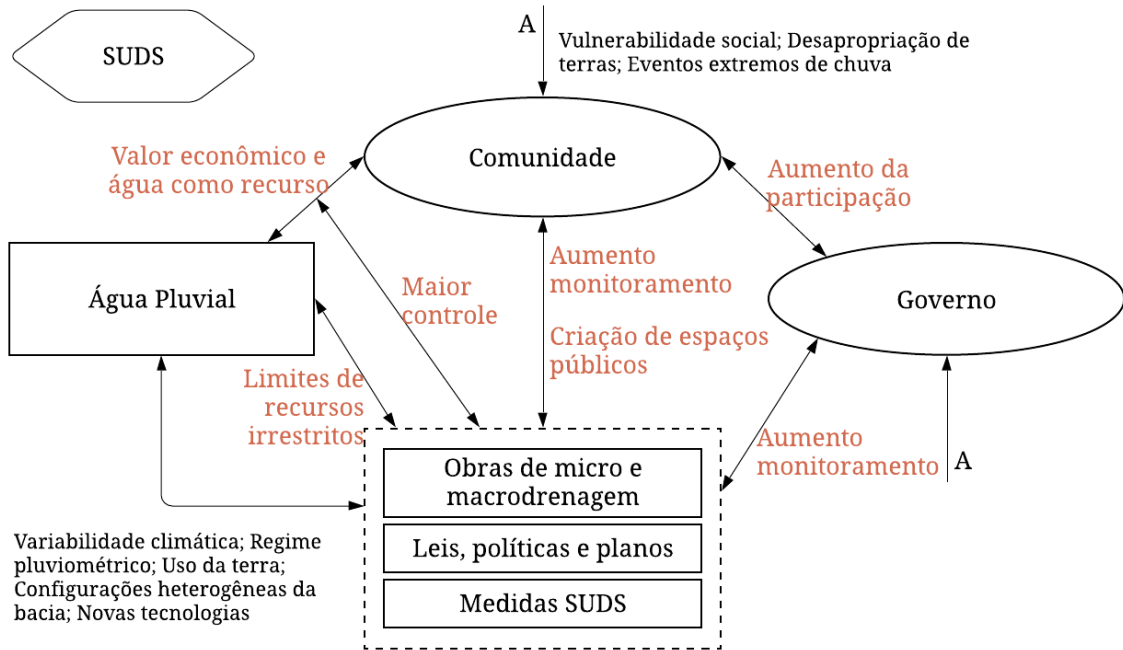 SUDS
A
Vulnerabilidade social; Desapropriação de
terras; Eventos extremos de chuva
Comunidade
Valor econômico e
água como recurso
Aumento da
participação
Água Pluvial
Governo
Aumento
monitoramento
Maior
controle
Criação de espaços
públicos
Limites de
recursos
irrestritos
Aumento
monitoramento
A
Obras de micro e
macrodrenagem
Leis, políticas e planos
Medidas SUDS
Variabilidade climática; Regime
pluviométrico; Uso da terra;
Configurações heterogêneas da
bacia; Novas tecnologias